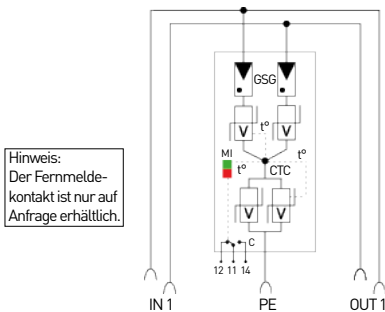 GSG
V
V
t°
MI
t°
CTC
t°
Hinweis:
Der Fernmelde-
kontakt ist nur auf
Anfrage erhältlich.
V
V
C
12 11 14
IN 1
PE
OUT 1